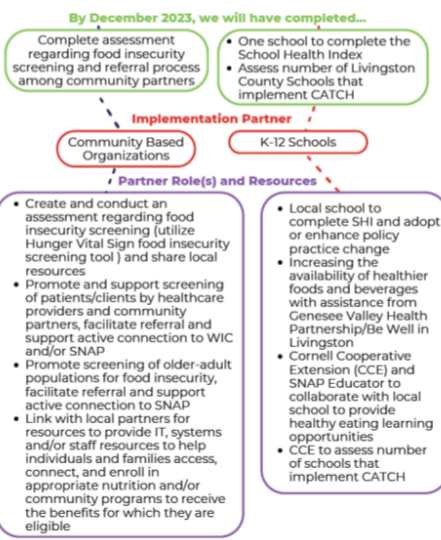 By December 2023, we will have completed...
Complete assessment
regarding food insecurity
screening and referral process
among community partners
• One school to complete the
School Health Index
• Assess number of Livingston
County Schools that
implement CATCH
Implementation Partner
Community Based
Organizations
K-12 Schools
Partner Role(s) and Resources
• Create and conduct an
assessment regarding food
insecurity screening (utilize
Hunger Vital Sign food insecurity
screening tool ) and share local
resources
• Promote and support screening
of patients/clients by healthcare
providers and community
partners, facilitate referral and
support active connection to WIC
and/or SNAP
• Promote screening of older-adult
populations for food insecurity,
facilitate referral and support
active connection to SNAP
• Link with local partners for
resources to provide IT, systems
and/or staff resources to help
individuals and families access,
connect, and enroll in
appropriate nutrition and/or
community programs to receive
the benefits for which they are
eligible
• Local school to
complete SHI and adopt
or enhance policy
practice change
• Increasing the
availability of healthier
foods and beverages
with assistance from
Genesee Valley Health
Partnership/Be Well in
Livingston
• Cornell Cooperative
Extension (CCE) and
SNAP Educator to
collaborate with local
school to provide
healthy eating learning
opportunities
• CCE to assess number
of schools that
implement CATCH